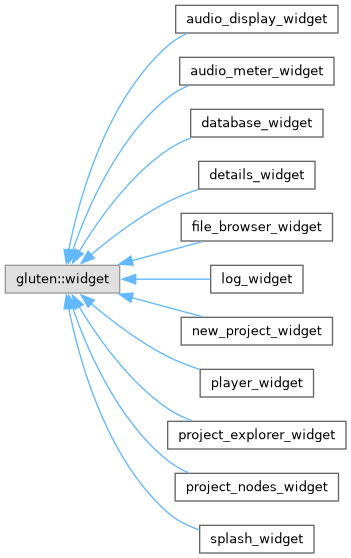 audio_display_widget
audio_meter_widget
database_widget
details_widget
file_browser_widget
gluten::widget
log_widget
new_project_widget
player_widget
project_explorer_widget
project_nodes_widget
splash_widget